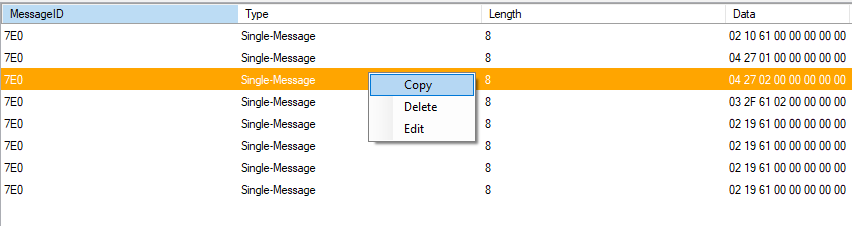 MessageID Type Length Data
7E0 Single-Message 8 02 10 61 00 00 00 00 00
7E0 Single-Message 8 04 27 01 00 00 00 00 00
7E0 Single-Message 8 04 27 02 00 00 00 00 00
Copy
7E0 Single-Message 8 03 2F 61 02 00 00 00 00
Delete
7E0 Single-Message 8 02 19 61 00 00 00 00 00
Edit
7E0 Single-Message 8 02 19 61 00 00 00 00 00
7E0 Single-Message 8 02 19 61 00 00 00 00 00
7E0 Single-Message 8 02 19 61 00 00 00 00 00